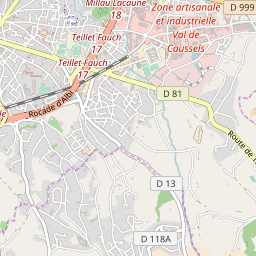 Millau Lacaune
18
Zone artisanale
et industrielle
Val de
Caussels
D 999
Teillet-Fauch
17
Teillet-Fauch
17
D 81
Rocade d'Albi
Route de
D 13
D 118A